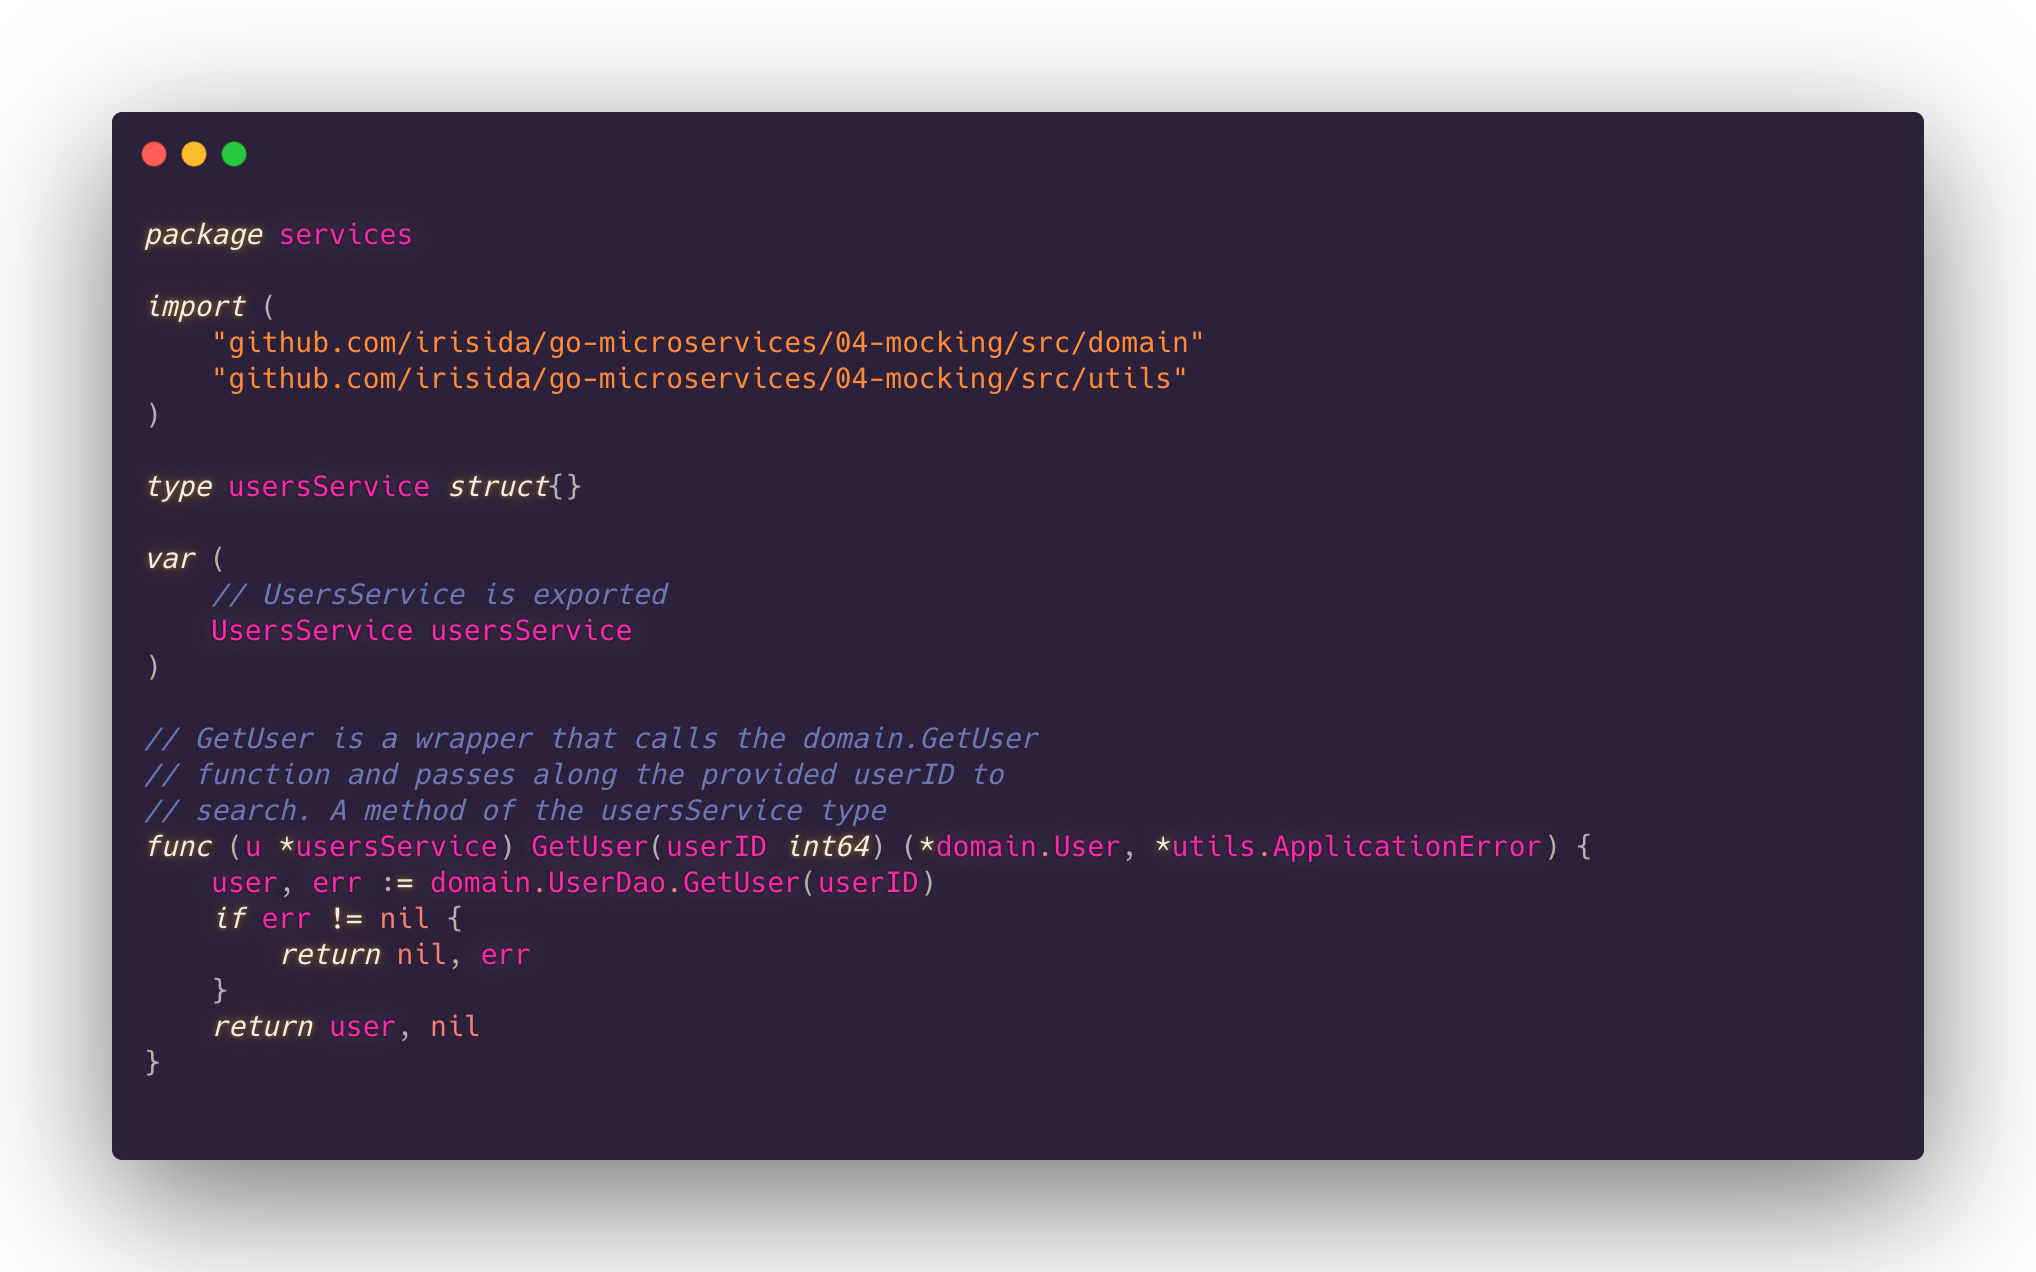 package services

import (
    "github.com/irisida/go-microservices/04-mocking/src/domain"
    "github.com/irisida/go-microservices/04-mocking/src/utils"
)

type usersService struct{}

var (
    // UsersService is exported
    UsersService usersService
)

// GetUser is a wrapper that calls the domain.GetUser
// function and passes along the provided userID to
// search. A method of the usersService type
func (u *usersService) GetUser(userID int64) (*domain.User, *utils.ApplicationError) {
    user, err := domain.UserDao.GetUser(userID)
    if err != nil {
        return nil, err
    }
    return user, nil
}